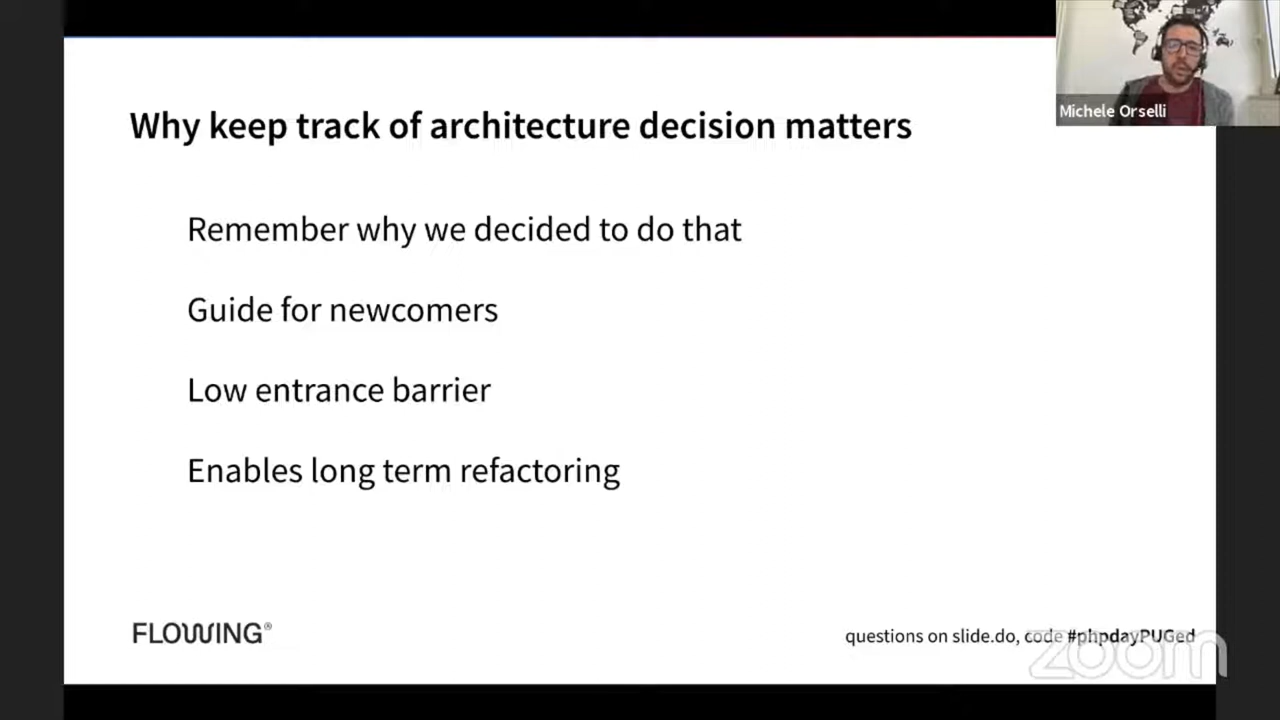 Michele Orselli
Why keep track of architecture decision matters
Remember why we decided to do that
Guide for newcomers
Low entrance barrier
Enables long term refactoring
FLOWING®
questions on slide.do, code #phpdayPUGed
zoom